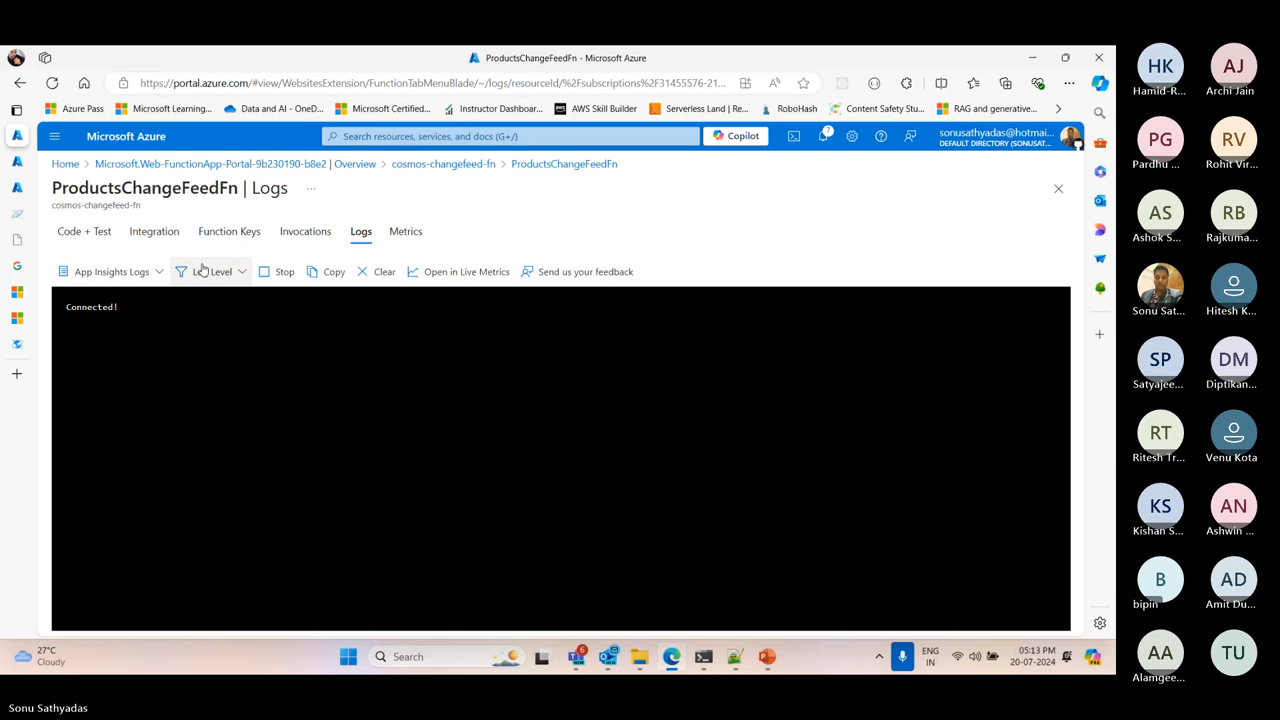 ProductsChangeFeedFn - Microsoft Azure
https://portal.azure.com/#view/WebsitesExtension/FunctionTabMenuBlade/~/logs/resourceId/%2Fsubscriptions%2F31455576-21...
Azure Pass
Microsoft Learning...
Data and AI - OneD...
Microsoft Certified...
Instructor Dashboar...
AWS Skill Builder
Serverless Land | Re...
RoboHash
Content Safety Stu...
RAG and generative...
Microsoft Azure
Search resources, services, and docs (G+/)
Copilot
7
sonusathyadas@hotmai...
DEFAULT DIRECTORY (SONUSAT...
Home > Microsoft.Web-FunctionApp-Portal-9b230190-b8e2 | Overview > cosmos-changefeed-fn > ProductsChangeFeedFn
ProductsChangeFeedFn | Logs ...
cosmos-changefeed-fn
Code + Test
Integration
Function Keys
Invocations
Logs
Metrics
App Insights Logs
Level
Stop
Copy
Clear
Open in Live Metrics
Send us your feedback
Connected!
27°C
Cloudy
Search
6
ENG
IN
05:13 PM
20-07-2024
HK
Hamid-R...
AJ
Archi Jain
PG
Pardhu ...
RV
Rohit Vir...
AS
Ashok S...
RB
Rajkuma...
Sonu Sat...
Hitesh K...
SP
Satyajee...
DM
Diptikan...
RT
Ritesh Tr...
Venu Kota
KS
Kishan S...
AN
Ashwin ...
B
bipin
AD
Amit Du...
AA
Alamgee...
TU
Sonu Sathyadas